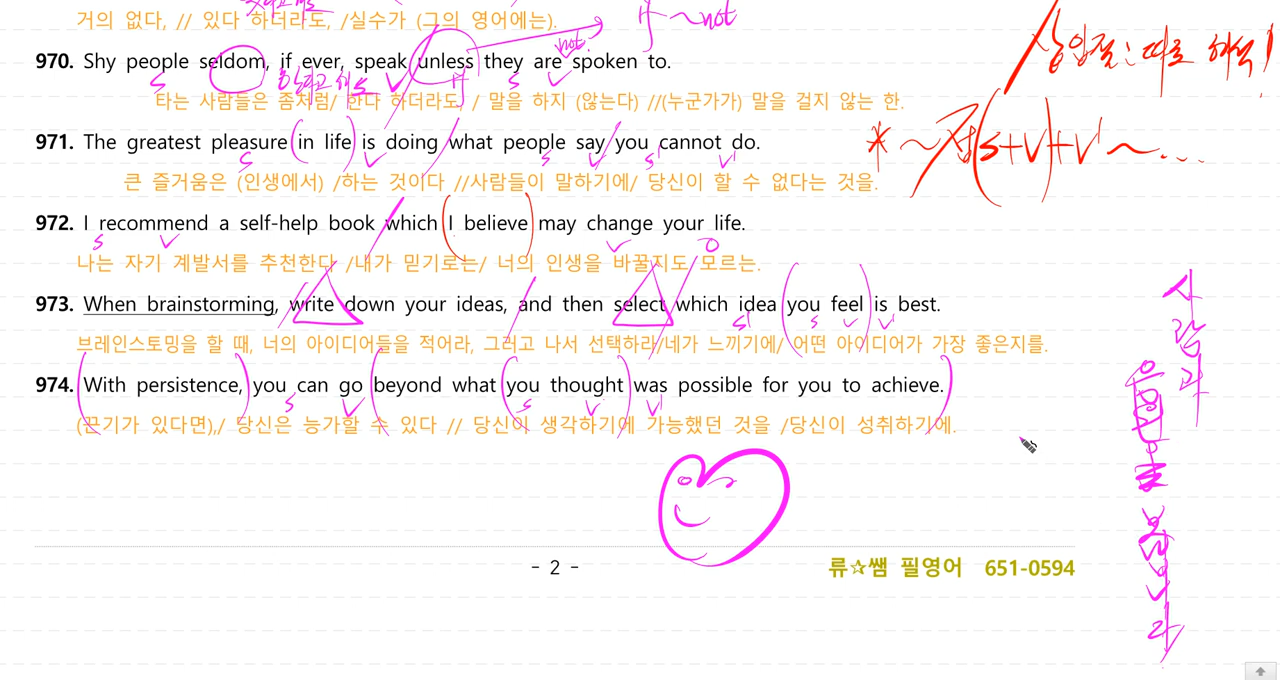 거의 없다, // 있다 하더라도, /실수가 (그의 영어에는).
if ~not
970. Shy people seldom, if ever, speak unless they are spoken to.
not.
if
s s v
타는 사람들은 좀처럼/ 한다 하더라도 / 말을 하지 (않는다) //(누군가가) 말을 걸지 않는 한.
삽입절: 따로 해석!
971. The greatest pleasure (in life) is doing what people say you cannot do.
s v s v s' v'
* ~ 절(s+v)+v' ~...
큰 즐거움은 (인생에서) /하는 것이다 //사람들이 말하기에/ 당신이 할 수 없다는 것을.
972. I recommend a self-help book which (I believe) may change your life.
s v v o
나는 자기 계발서를 추천한다 /내가 믿기로는/ 너의 인생을 바꿀지도 모르는.
973. When brainstorming, write down your ideas, and then select which idea (you feel) is best.
s' s v v'
브레인스토밍을 할 때, 너의 아이디어들을 적어라, 그러고 나서 선택하라/네가 느끼기에/ 어떤 아이디어가 가장 좋은지를.
974. (With persistence,) you can go (beyond what (you thought) was possible for you to achieve.)
s v s v v'
(끈기가 있다면),/ 당신은 능가할 수 있다 // 당신이 생각하기에 가능했던 것을 /당신이 성취하기에.
사람과
- 2 -
류☆쌤 필영어 651-0594